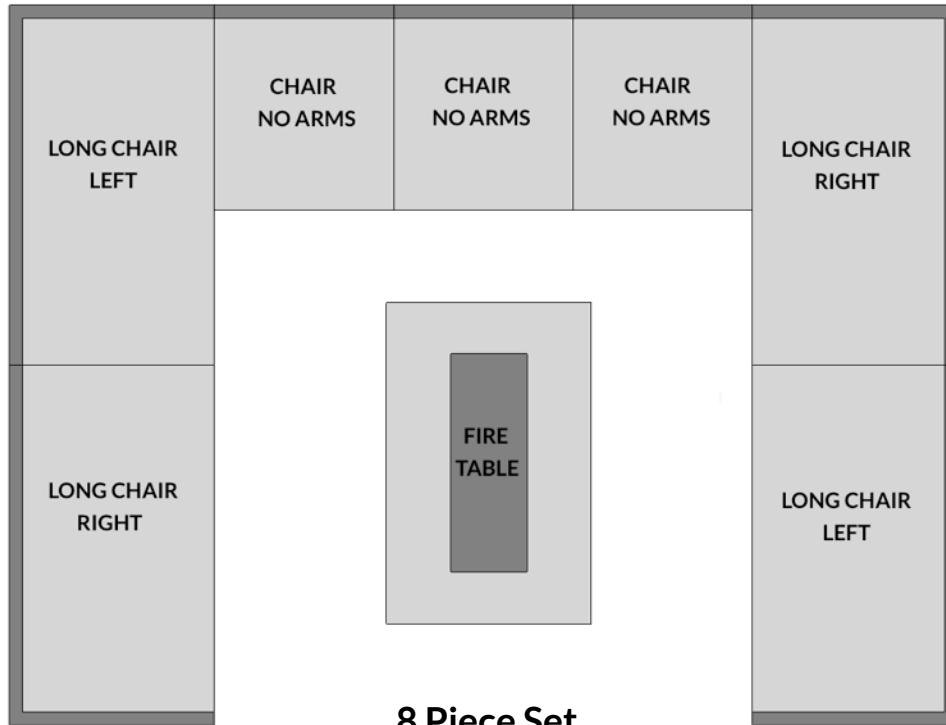 LONG CHAIR
LEFT
CHAIR
NO ARMS
CHAIR
NO ARMS
CHAIR
NO ARMS
LONG CHAIR
RIGHT
LONG CHAIR
RIGHT
FIRE
TABLE
LONG CHAIR
LEFT
8 Piece Set